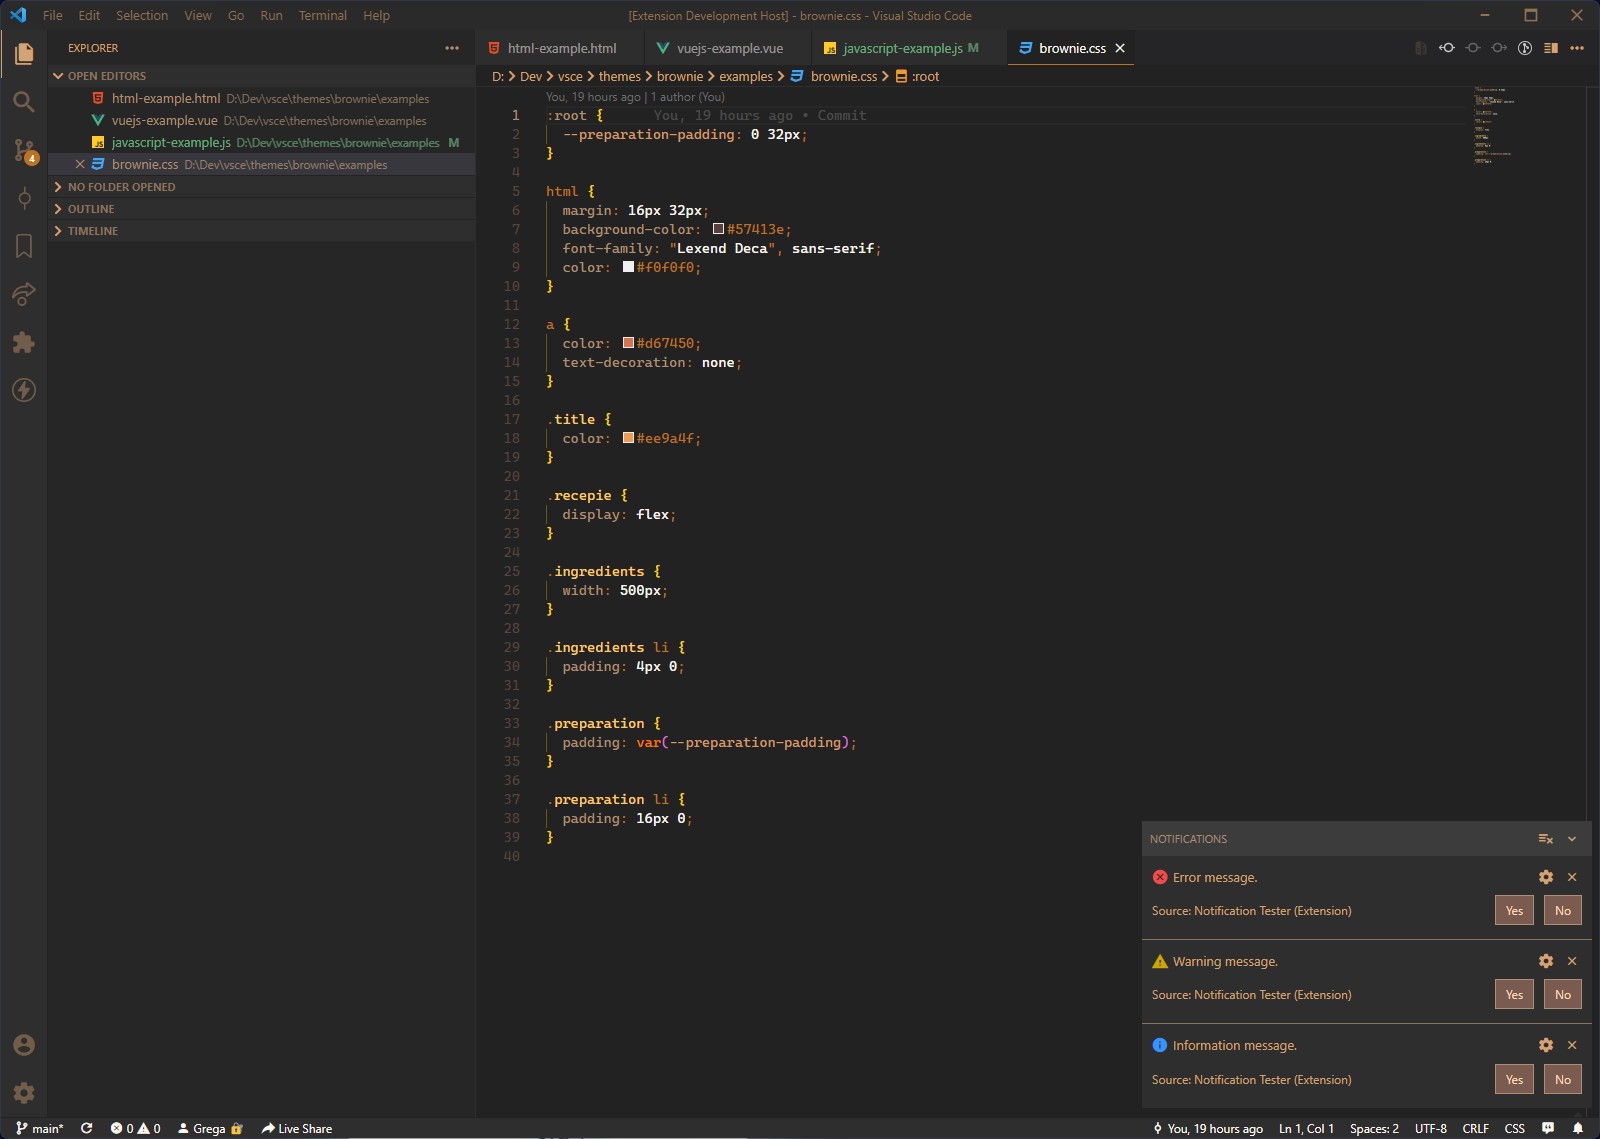 File Edit Selection View Go Run Terminal Help
[Extension Development Host] - brownie.css - Visual Studio Code
EXPLORER
OPEN EDITORS
html-example.html D:\Dev\vsce\themes\brownie\examples
vuejs-example.vue D:\Dev\vsce\themes\brownie\examples
javascript-example.js D:\Dev\vsce\themes\brownie\examples M
brownie.css D:\Dev\vsce\themes\brownie\examples
NO FOLDER OPENED
OUTLINE
TIMELINE
4
html-example.html vuejs-example.vue JS javascript-example.js M brownie.css
D: > Dev > vsce > themes > brownie > examples > brownie.css > :root
You, 19 hours ago | 1 author (You)
1 :root { You, 19 hours ago • Commit
2 --preparation-padding: 0 32px;
3 }
4
5 html {
6 margin: 16px 32px;
7 background-color: #57413e;
8 font-family: "Lexend Deca", sans-serif;
9 color: #f0f0f0;
10 }
11
12 a {
13 color: #d67450;
14 text-decoration: none;
15 }
16
17 .title {
18 color: #ee9a4f;
19 }
20
21 .recepie {
22 display: flex;
23 }
24
25 .ingredients {
26 width: 500px;
27 }
28
29 .ingredients li {
30 padding: 4px 0;
31 }
32
33 .preparation {
34 padding: var(--preparation-padding);
35 }
36
37 .preparation li {
38 padding: 16px 0;
39 }
40
NOTIFICATIONS
Error message.
Source: Notification Tester (Extension) Yes No
Warning message.
Source: Notification Tester (Extension) Yes No
Information message.
Source: Notification Tester (Extension) Yes No
main* 0 0 Grega Live Share You, 19 hours ago Ln 1, Col 1 Spaces: 2 UTF-8 CRLF CSS